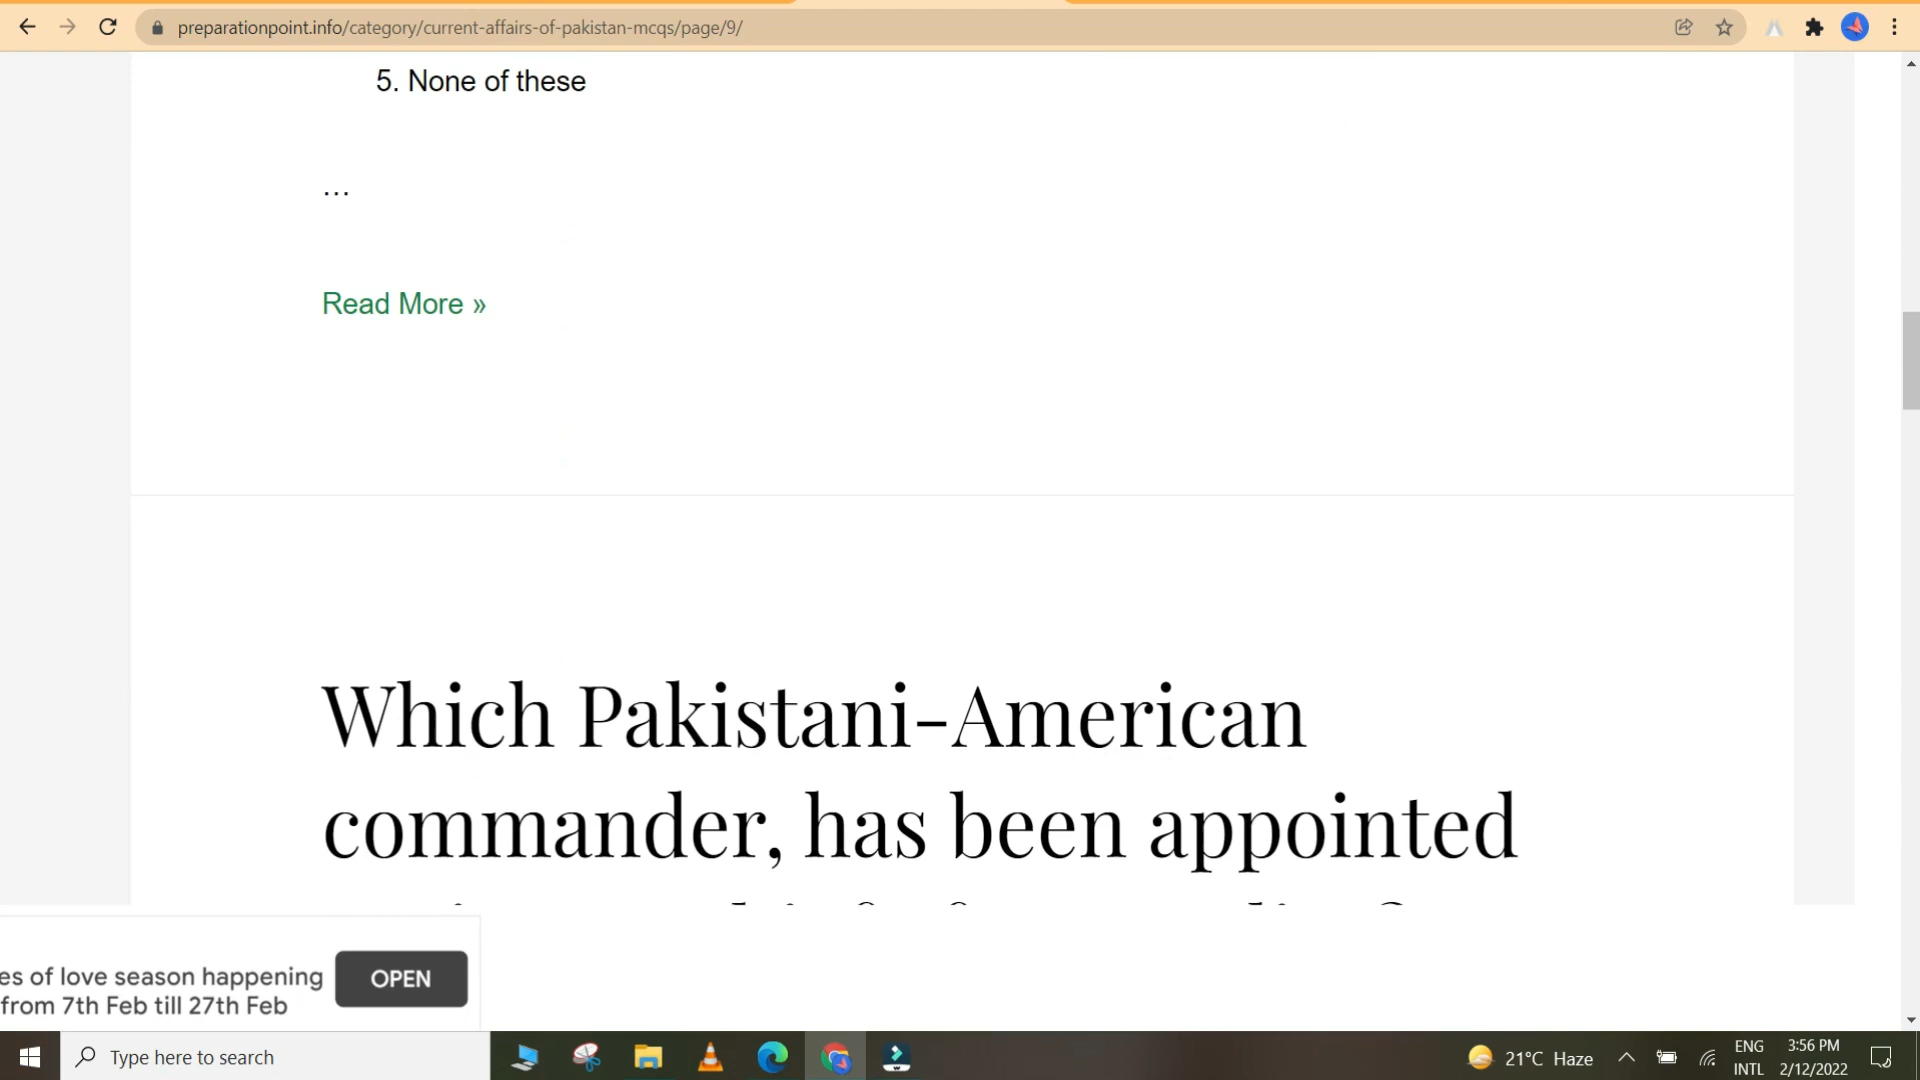 preparationpoint.info/category/current-affairs-of-pakistan-mcqs/page/9/
5. None of these
...
Read More »
Which Pakistani-American
commander, has been appointed
es of love season happening
from 7th Feb till 27th Feb
OPEN
Type here to search
21°C Haze
ENG
INTL
3:56 PM
2/12/2022